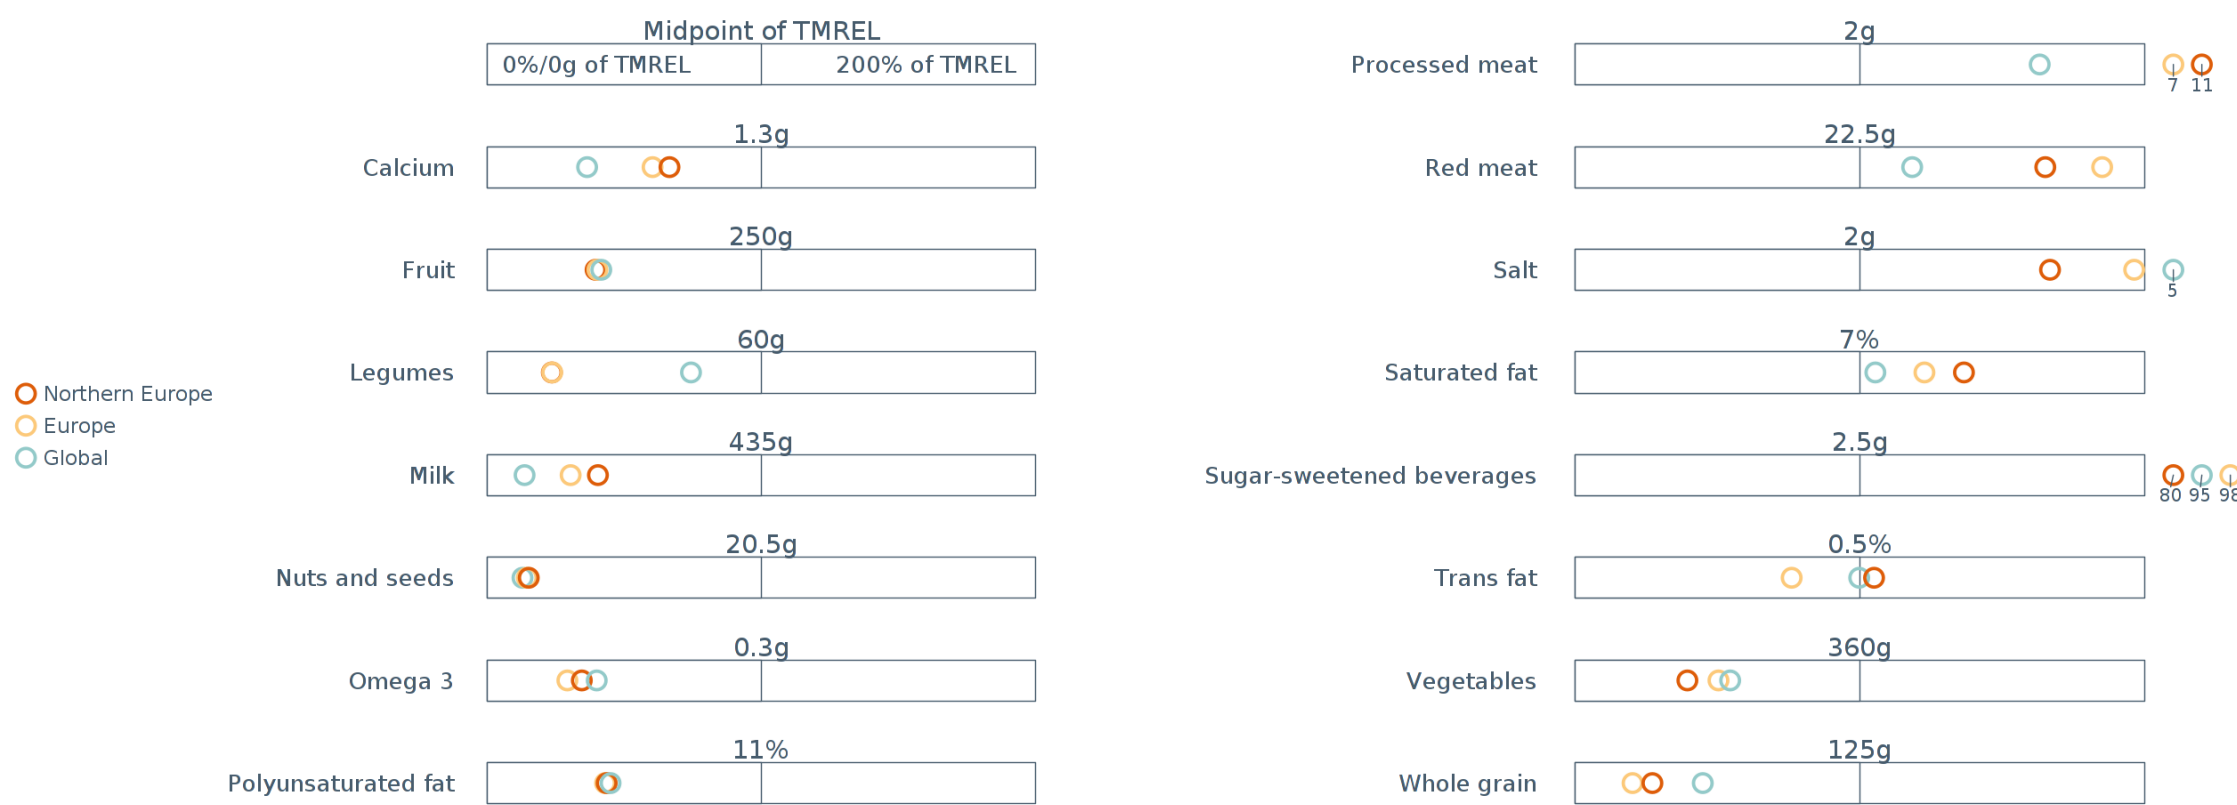 Midpoint of TMREL
0%/0g of TMREL 200% of TMREL
1.3g
Calcium
250g
Fruit
60g
Legumes
435g
Milk
20.5g
Nuts and seeds
0.3g
Omega 3
11%
Polyunsaturated fat
Northern Europe
Europe
Global
2g
Processed meat
7 11
22.5g
Red meat
2g
Salt
5
7%
Saturated fat
2.5g
Sugar-sweetened beverages
80 95 98
0.5%
Trans fat
360g
Vegetables
125g
Whole grain